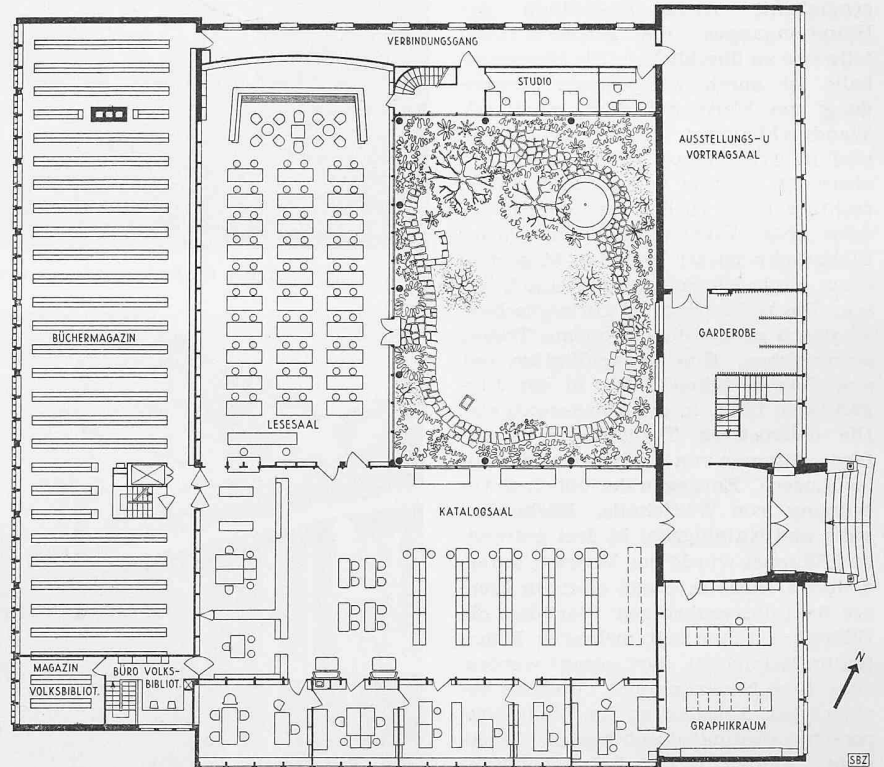 VERBINDUNGSGANG
STUDIO
AUSSTELLUNGS- U
VORTRAGSAAL
BÜCHERMAGAZIN
GARDEROBE
LESESAAL
KATALOGSAAL
MAGAZIN
VOLKSBIBLIOT.
BÜRO VOLKS-
BIBLIOT.
GRAPHIKRAUM
N
SBZ